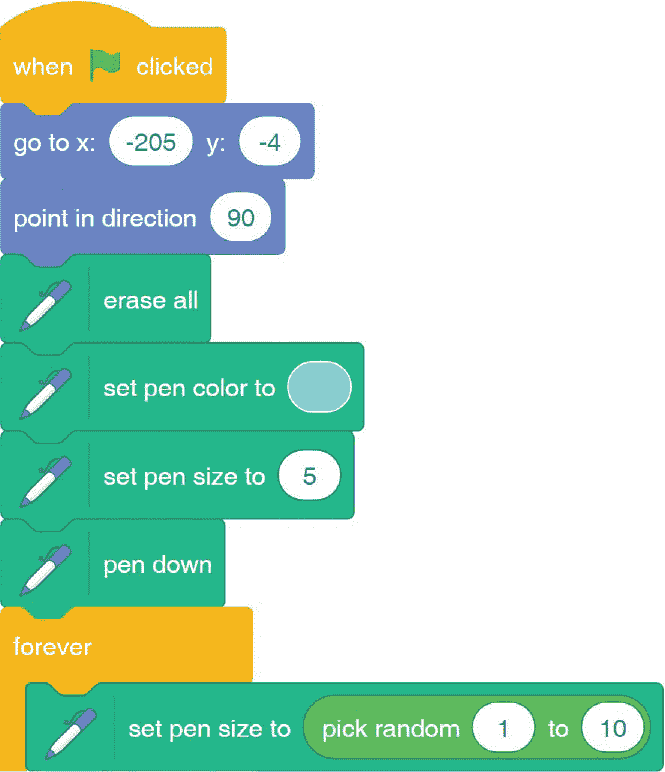 when clicked
go to x: -205 y: -4
point in direction 90
erase all
set pen color to
set pen size to 5
pen down
forever
set pen size to pick random 1 to 10